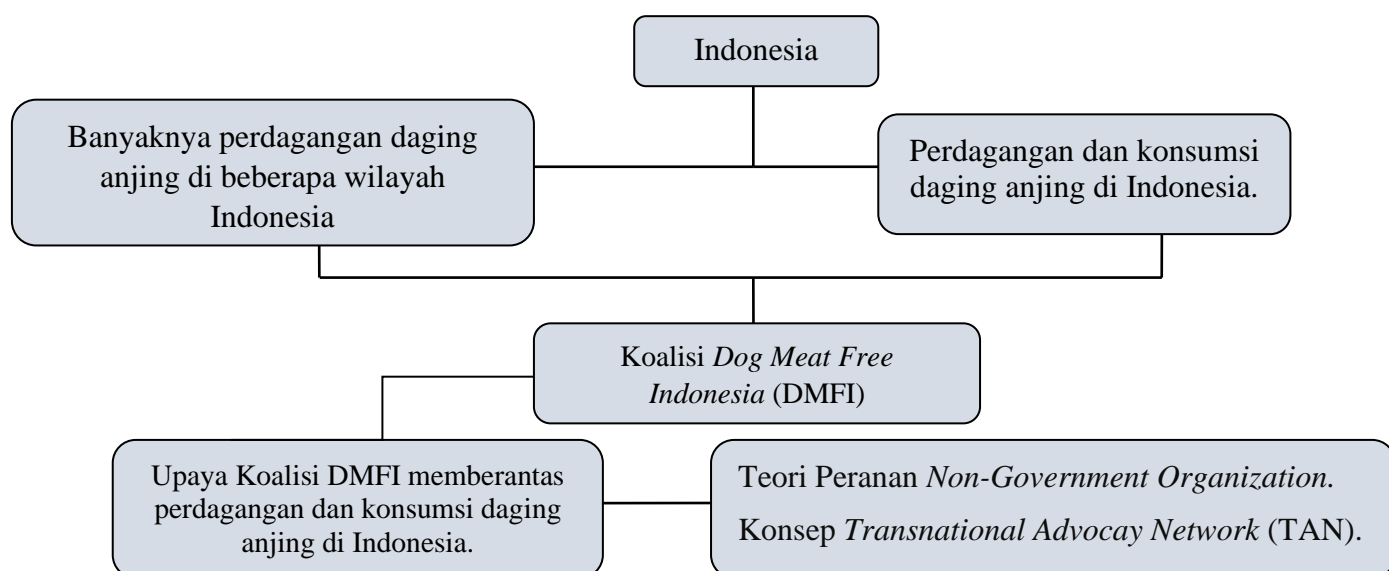 Indonesia
Banyaknya perdagangan daging
anjing di beberapa wilayah
Indonesia
Perdagangan dan konsumsi
daging anjing di Indonesia.
Koalisi Dog Meat Free
Indonesia (DMFI)
Upaya Koalisi DMFI memberantas
perdagangan dan konsumsi daging
anjing di Indonesia.
Teori Peranan Non-Government Organization.
Konsep Transnational Advocay Network (TAN).